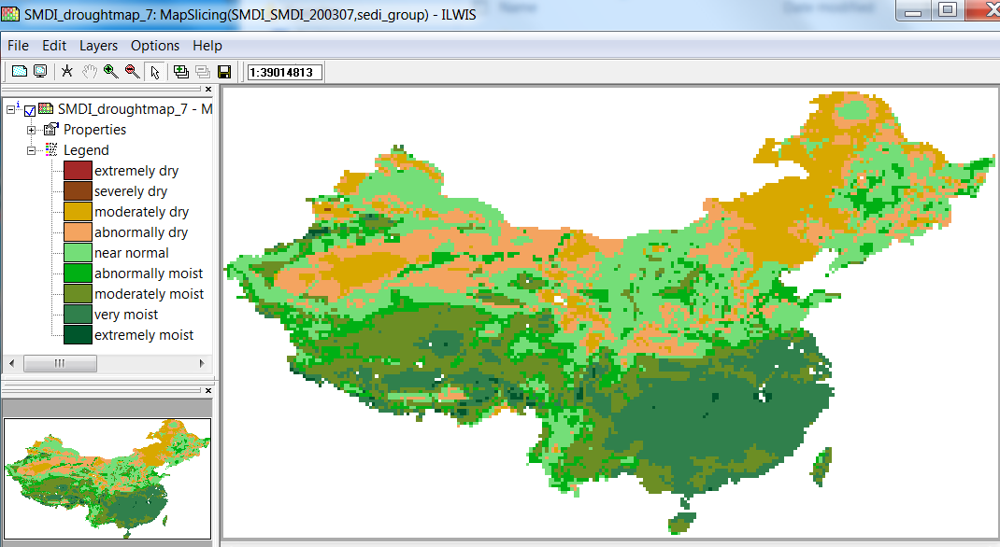 SMDI_droughtmap_7: MapSlicing(SMDI_SMDI_200307,sedi_group) - ILWIS
File Edit Layers Options Help
1:39014813
SMDI_droughtmap_7 - M
Properties
Legend
extremely dry
severely dry
moderately dry
abnormally dry
near normal
abnormally moist
moderately moist
very moist
extremely moist